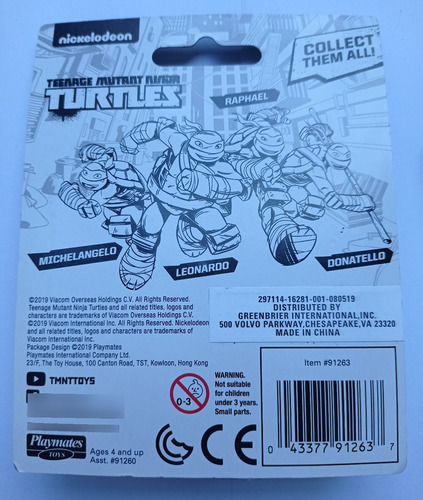 nickelodeon
COLLECT
THEM ALL!
TEENAGE MUTANT NINJA
TURTLES
RAPHAEL
MICHELANGELO
LEONARDO
DONATELLO
©2019 Viacom Overseas Holdings C.V. All Rights Reserved.
Teenage Mutant Ninja Turtles and all related titles, logos and
characters are trademarks of Viacom Overseas Holdings C.V.
©2019 Viacom International Inc. All Rights Reserved. Nickelodeon
and all related titles, logos and characters are trademarks of
Viacom International Inc.
Package Design ©2019 Playmates
Playmates International Company Ltd.
23/F, The Toy House, 100 Canton Road, TST, Kowloon, Hong Kong
297114-16281-001-080519
DISTRIBUTED BY
GREENBRIER INTERNATIONAL,INC.
500 VOLVO PARKWAY,CHESAPEAKE,VA 23320
MADE IN CHINA
TMNTTOYS
Playmates
TOYS
Ages 4 and up
Asst. #91260
0-3
WARNING:
Not suitable
for children
under 3 years.
Small parts.
CE
Item #91263
0 43377 91263 7